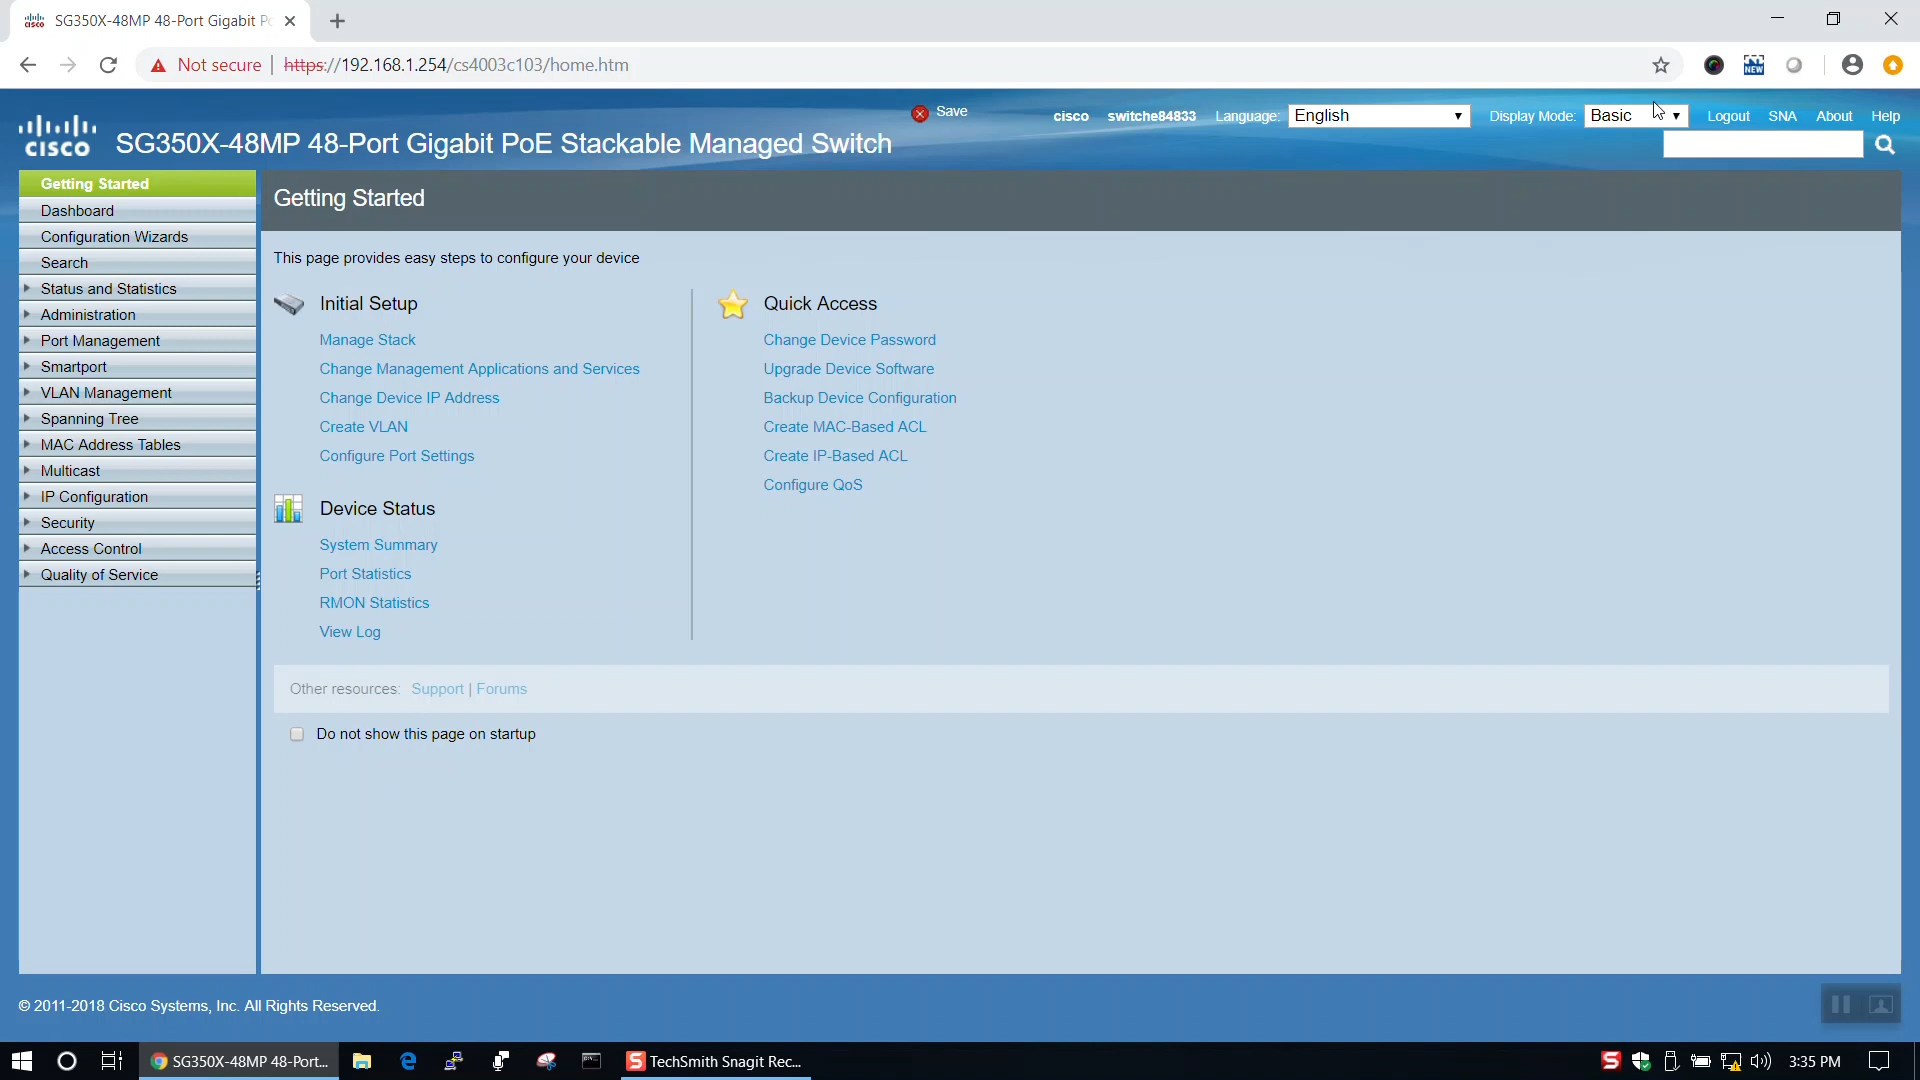 SG350X-48MP 48-Port Gigabit Po
Not secure | https://192.168.1.254/cs4003c103/home.htm
NEW
Save
cisco switche84833 Language: English Display Mode: Basic Logout SNA About Help
CISCO SG350X-48MP 48-Port Gigabit PoE Stackable Managed Switch
Getting Started
Dashboard
Configuration Wizards
Search
Status and Statistics
Administration
Port Management
Smartport
VLAN Management
Spanning Tree
MAC Address Tables
Multicast
IP Configuration
Security
Access Control
Quality of Service
Getting Started
This page provides easy steps to configure your device
Initial Setup
Manage Stack
Change Management Applications and Services
Change Device IP Address
Create VLAN
Configure Port Settings
Device Status
System Summary
Port Statistics
RMON Statistics
View Log
Quick Access
Change Device Password
Upgrade Device Software
Backup Device Configuration
Create MAC-Based ACL
Create IP-Based ACL
Configure QoS
Other resources: Support | Forums
Do not show this page on startup
© 2011-2018 Cisco Systems, Inc. All Rights Reserved.
SG350X-48MP 48-Port... TechSmith Snagit Rec... 3:35 PM